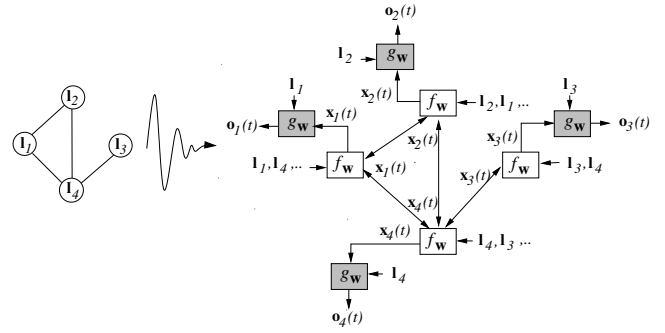 o2(t)
l2
gw
x2(t)
fw
l2, l1, ..
l1
o1(t)
gw
x1(t)
l3
gw
o3(t)
x3(t)
l2
l1
l3
l4
x2(t)
l1, l4, ..
fw
x1(t)
x3(t)
fw
l3, l4
x4(t)
x4(t)
fw
l4, l3, ..
gw
l4
o4(t)